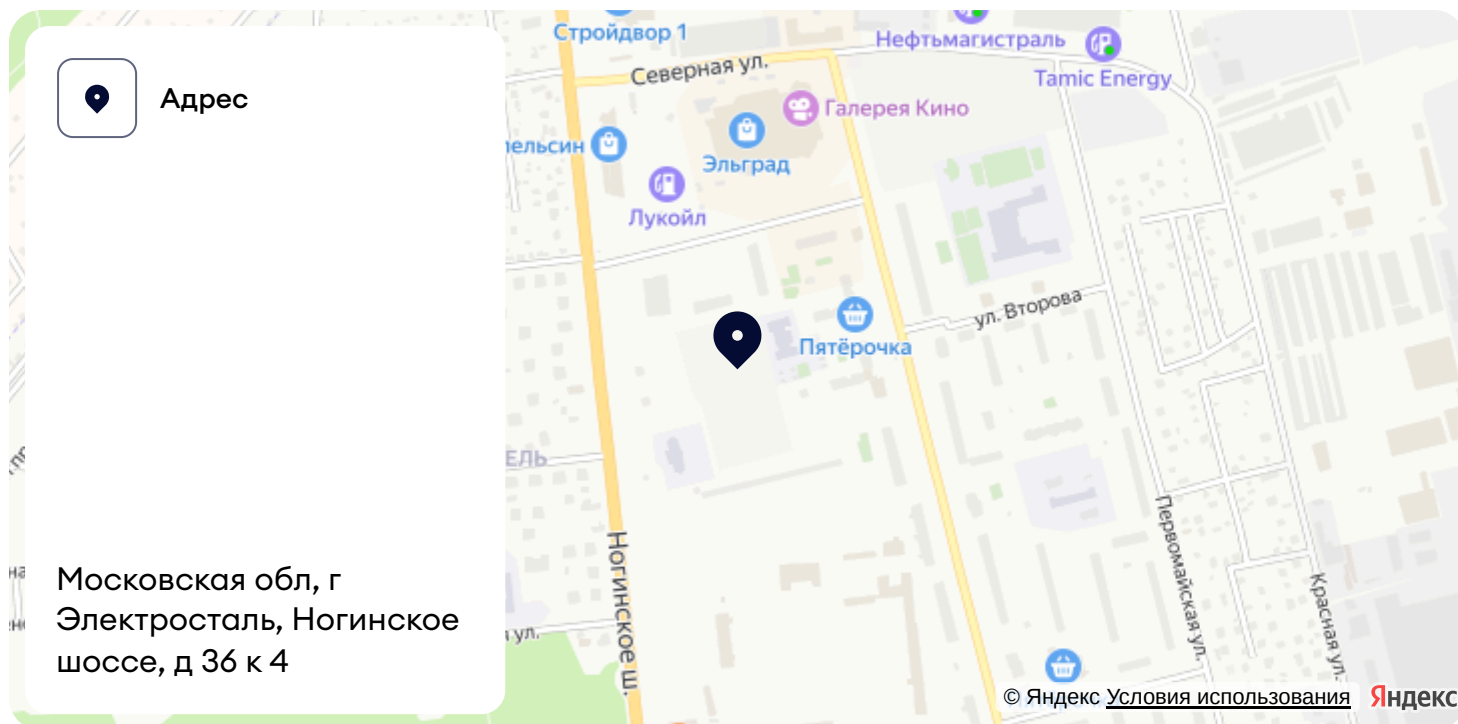 Адрес
Московская обл, г
Электросталь, Ногинское
шоссе, д 36 к 4
Стройдвор 1
Северная ул.
Нефтьмагистраль
Tamic Energy
Галерея Кино
Эльград
Лукойл
ул. Второва
Пятёрочка
Ногинское ш.
Первомайская ул.
Красная ул.
ул.
© Яндекс Условия использования
Яндекс